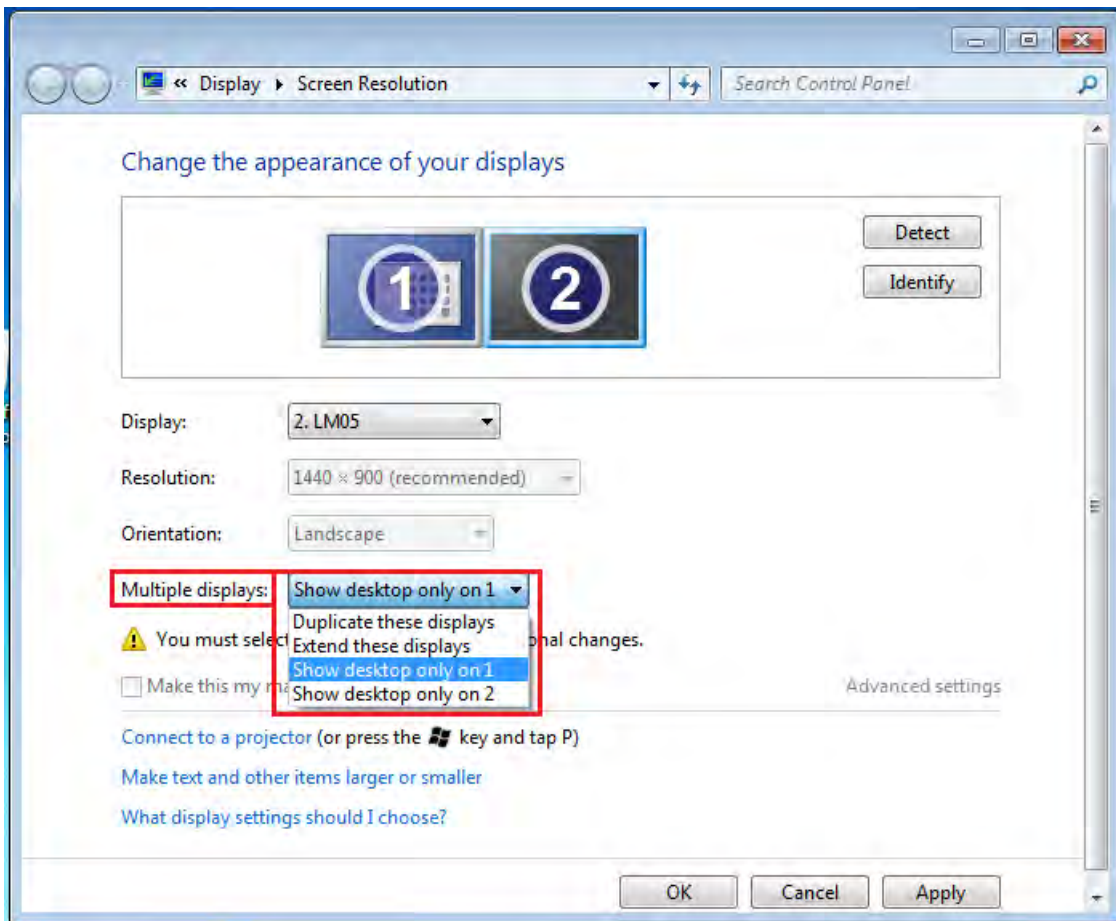 « Display ▸ Screen Resolution
Search Control Panel
Change the appearance of your displays
1
2
Detect
Identify
Display: 2. LM05
Resolution: 1440 × 900 (recommended)
Orientation: Landscape
Multiple displays: Show desktop only on 1
Duplicate these displays
Extend these displays
Show desktop only on 1
Show desktop only on 2
You must select nal changes.
Make this my Advanced settings
Connect to a projector (or press the key and tap P)
Make text and other items larger or smaller
What display settings should I choose?
OK Cancel Apply